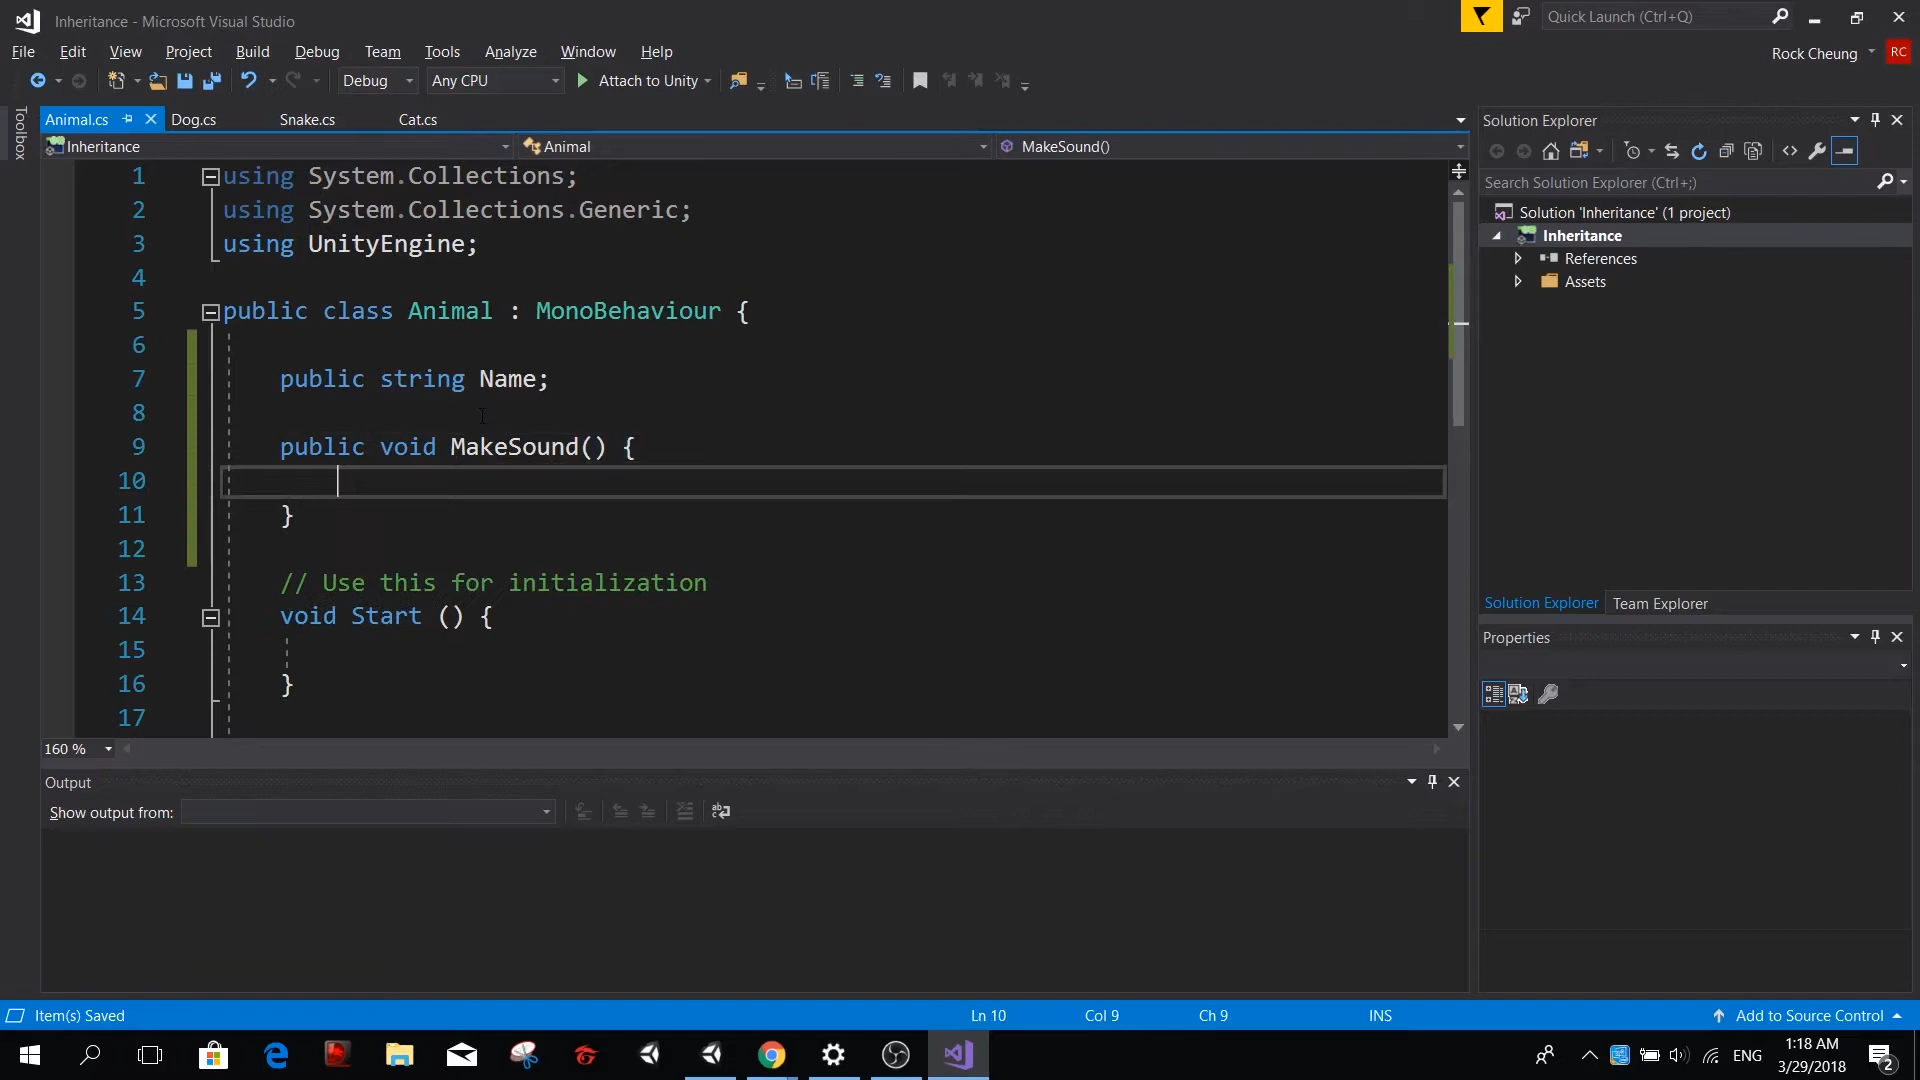 Inheritance - Microsoft Visual Studio
Quick Launch (Ctrl+Q)
File Edit View Project Build Debug Team Tools Analyze Window Help
Rock Cheung RC
Debug Any CPU Attach to Unity
Toolbox
Animal.cs Dog.cs Snake.cs Cat.cs
Inheritance Animal MakeSound()
1 using System.Collections;
2 using System.Collections.Generic;
3 using UnityEngine;
4
5 public class Animal : MonoBehaviour {
6
7 public string Name;
8
9 public void MakeSound() {
10
11 }
12
13 // Use this for initialization
14 void Start () {
15
16 }
17
160 %
Output
Show output from:
Solution Explorer
Search Solution Explorer (Ctrl+;)
Solution 'Inheritance' (1 project)
Inheritance
References
Assets
Solution Explorer Team Explorer
Properties
Item(s) Saved Ln 10 Col 9 Ch 9 INS Add to Source Control
ENG
1:18 AM
3/29/2018
2